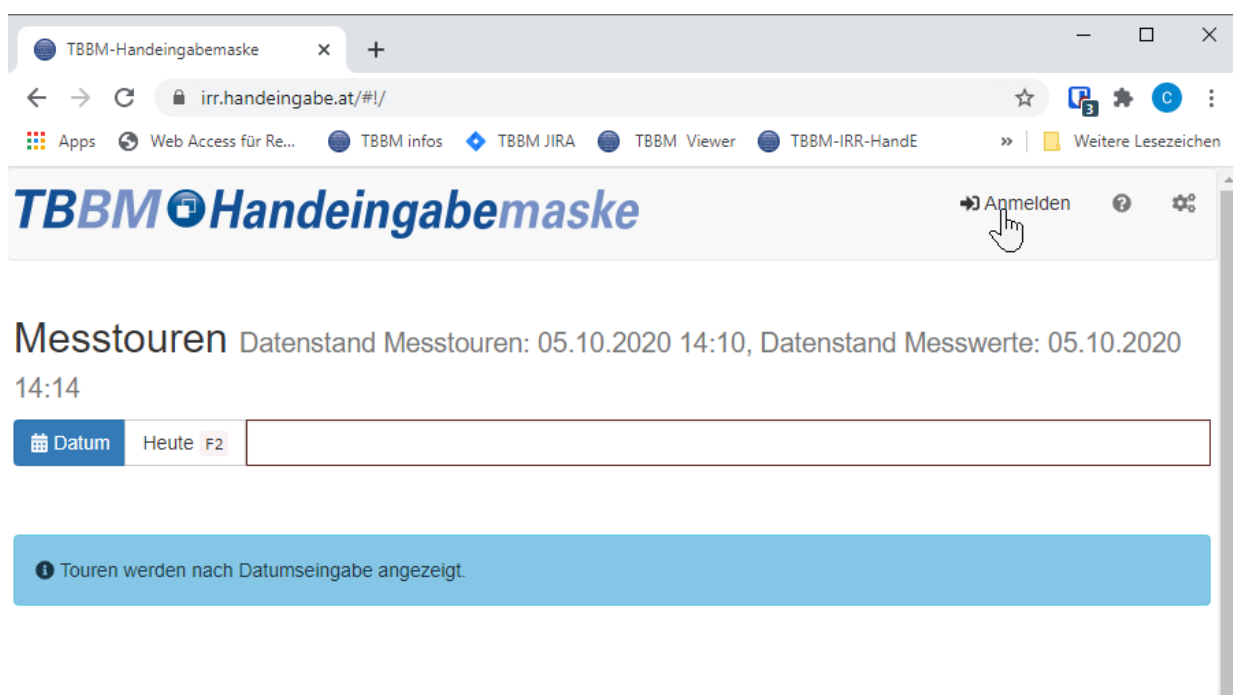 TBBM-Handeingabemaske
irr.handeingabe.at/#!/
3
C
Apps Web Access für Re... TBBM infos TBBM JIRA TBBM Viewer TBBM-IRR-HandE » Weitere Lesezeichen
TBBM Handeingabemaske
Anmelden
Messtouren Datenstand Messtouren: 05.10.2020 14:10, Datenstand Messwerte: 05.10.2020
14:14
Datum Heute F2
Touren werden nach Datumseingabe angezeigt.